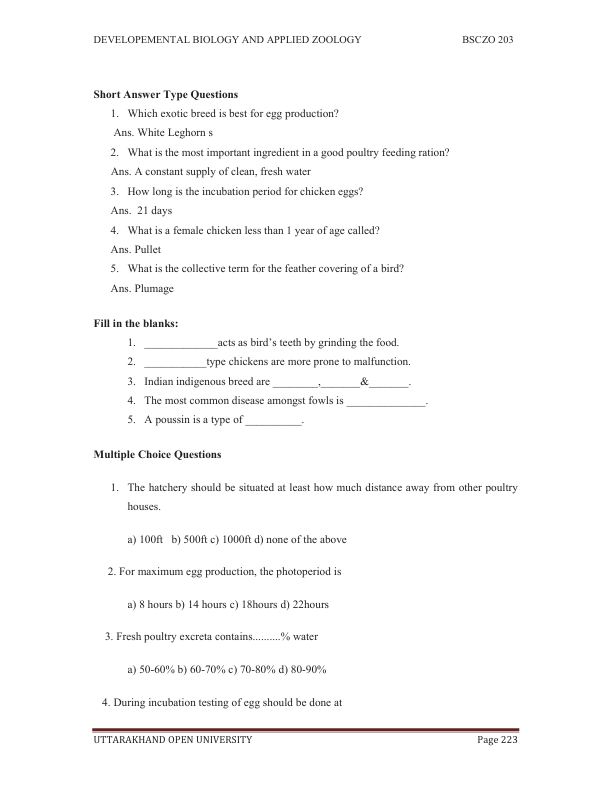 DEVELOPEMENTAL BIOLOGY AND APPLIED ZOOLOGY BSCZO 203
Short Answer Type Questions
1. Which exotic breed is best for egg production?
Ans. White Leghorn s
2. What is the most important ingredient in a good poultry feeding ration?
Ans. A constant supply of clean, fresh water
3. How long is the incubation period for chicken eggs?
Ans. 21 days
4. What is a female chicken less than 1 year of age called?
Ans. Pullet
5. What is the collective term for the feather covering of a bird?
Ans. Plumage
Fill in the blanks:
1. _____________acts as bird’s teeth by grinding the food.
2. ___________type chickens are more prone to malfunction.
3. Indian indigenous breed are ________,_______&_______.
4. The most common disease amongst fowls is ______________.
5. A poussin is a type of __________.
Multiple Choice Questions
1. The hatchery should be situated at least how much distance away from other poultry
houses.
a) 100ft b) 500ft c) 1000ft d) none of the above
2. For maximum egg production, the photoperiod is
a) 8 hours b) 14 hours c) 18hours d) 22hours
3. Fresh poultry excreta contains..........% water
a) 50-60% b) 60-70% c) 70-80% d) 80-90%
4. During incubation testing of egg should be done at
UTTARAKHAND OPEN UNIVERSITY Page 223